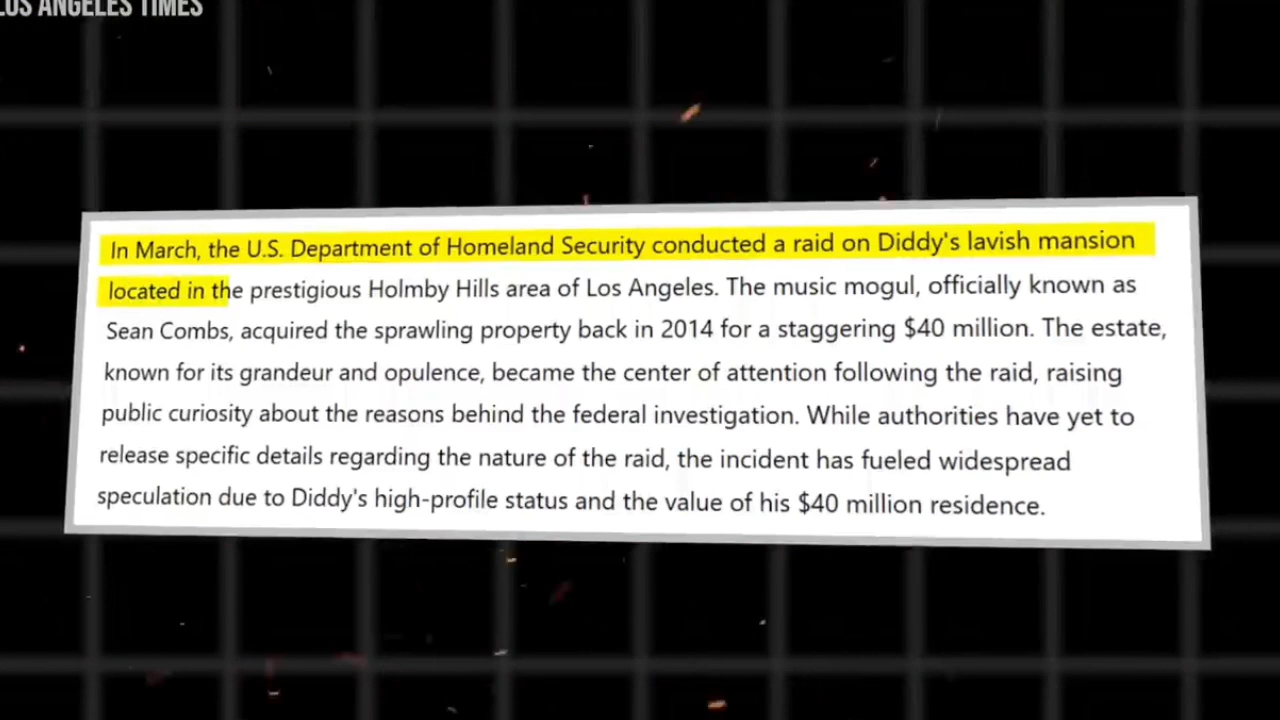 LOS ANGELES TIMES
In March, the U.S. Department of Homeland Security conducted a raid on Diddy's lavish mansion
located in the prestigious Holmby Hills area of Los Angeles. The music mogul, officially known as
Sean Combs, acquired the sprawling property back in 2014 for a staggering $40 million. The estate,
known for its grandeur and opulence, became the center of attention following the raid, raising
public curiosity about the reasons behind the federal investigation. While authorities have yet to
release specific details regarding the nature of the raid, the incident has fueled widespread
speculation due to Diddy's high-profile status and the value of his $40 million residence.